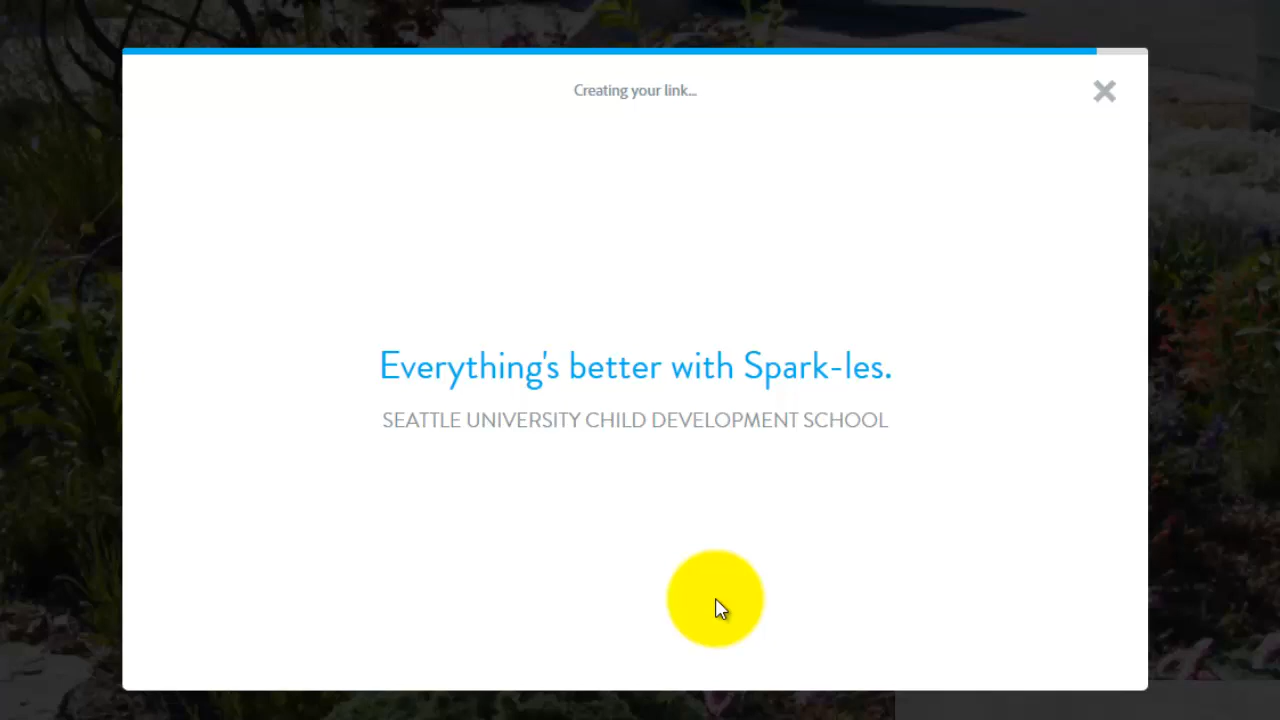 Creating your link...
Everything's better with Spark-les.
SEATTLE UNIVERSITY CHILD DEVELOPMENT SCHOOL